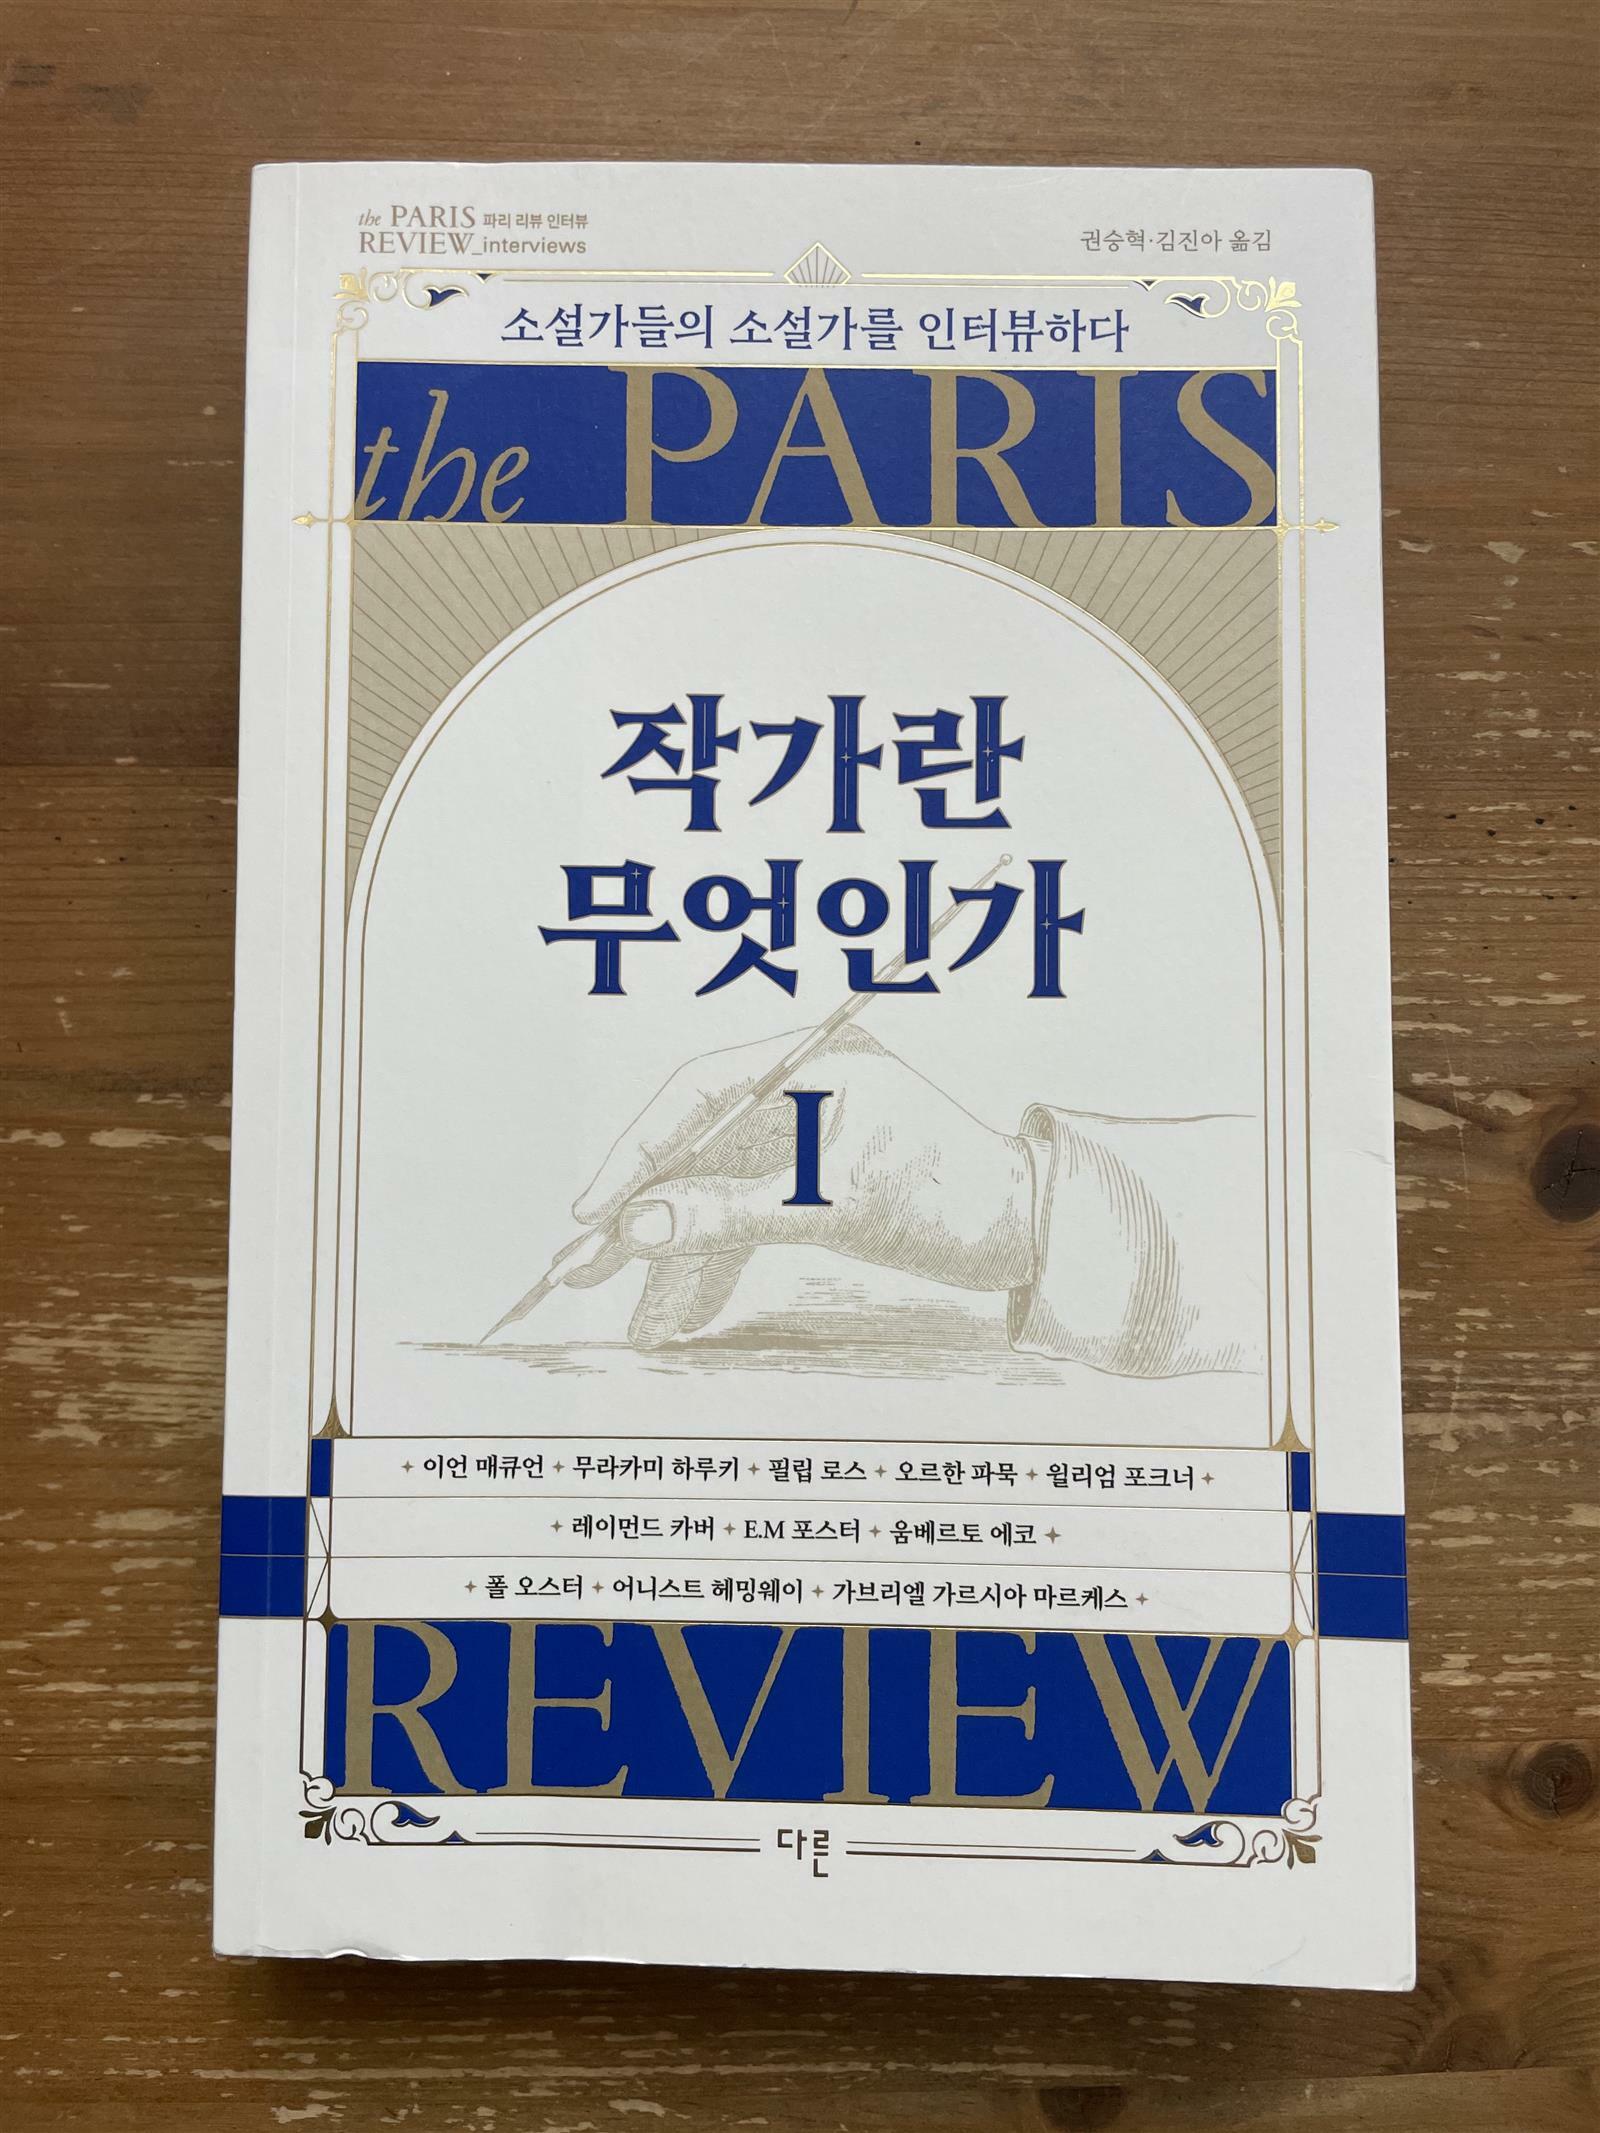 the PARIS 파리 리뷰 인터뷰
REVIEW_interviews
권승혁·김진아 옮김
소설가들의 소설가를 인터뷰하다
the PARIS
작가란
무엇인가
I
이언 매큐언 + 무라카미 하루키 + 필립 로스 + 오르한 파묵 + 윌리엄 포크너
레이먼드 카버 + E.M 포스터 + 움베르토 에코
폴 오스터 + 어니스트 헤밍웨이 + 가브리엘 가르시아 마르케스
REVIEW
다른